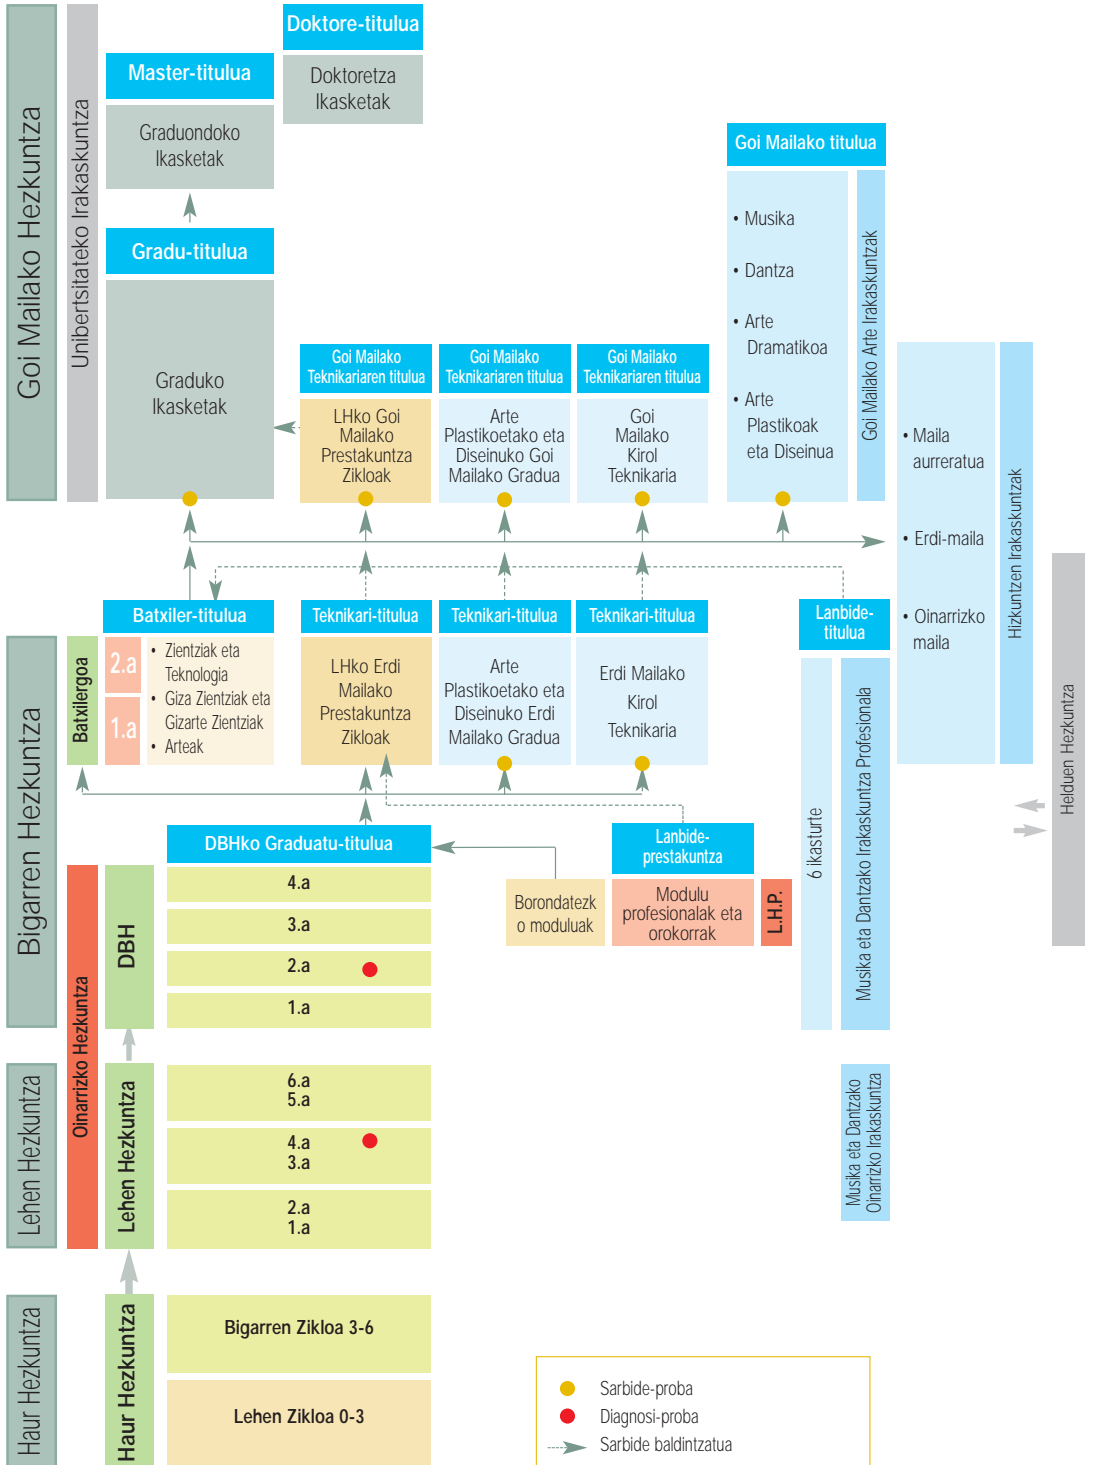 Goi Mailako Hezkuntza
Unibertsitateko Irakaskuntza
Doktore-titulua
Doktoretza
Ikasketak
Master-titulua
Graduondoko
Ikasketak
Gradu-titulua
Graduko
Ikasketak
Goi Mailako
Teknikariaren titulua
LHko Goi
Mailako
Prestakuntza
Zikloak
Goi Mailako
Teknikariaren titulua
Arte
Plastikoetako eta
Diseinuko Goi
Mailako Gradua
Goi Mailako
Teknikariaren titulua
Goi
Mailako
Kirol
Teknikaria
Goi Mailako titulua
• Musika
• Dantza
• Arte
Dramatikoa
• Arte
Plastikoak
eta Diseinua
Goi Mailako Arte Irakaskuntzak
• Maila
aurreratua
• Erdi-maila
• Oinarrizko
maila
Hizkuntzen Irakaskuntzak
Helduen Hezkuntza
Bigarren Hezkuntza
Batxilergoa
Batxiler-titulua
2.a
1.a
• Zientziak eta
Teknologia
• Giza Zientziak eta
Gizarte Zientziak
• Arteak
Teknikari-titulua
LHko Erdi
Mailako
Prestakuntza
Zikloak
Teknikari-titulua
Arte
Plastikoetako eta
Diseinuko Erdi
Mailako Gradua
Teknikari-titulua
Erdi Mailako
Kirol
Teknikaria
Lanbide-
titulua
6 ikasturte
Musika eta Dantzako Irakaskuntza Profesionala
Oinarrizko Hezkuntza
DBH
DBHko Graduatu-titulua
4.a
3.a
2.a
1.a
Borondatezk
o moduluak
Lanbide-
prestakuntza
Modulu
profesionalak eta
orokorrak
L.H.P.
Lehen Hezkuntza
Lehen Hezkuntza
6.a
5.a
4.a
3.a
2.a
1.a
Musika eta Dantzako
Oinarrizko Irakaskuntza
Haur Hezkuntza
Haur Hezkuntza
Bigarren Zikloa 3-6
Lehen Zikloa 0-3
Sarbide-proba
Diagnosi-proba
Sarbide baldintzatua